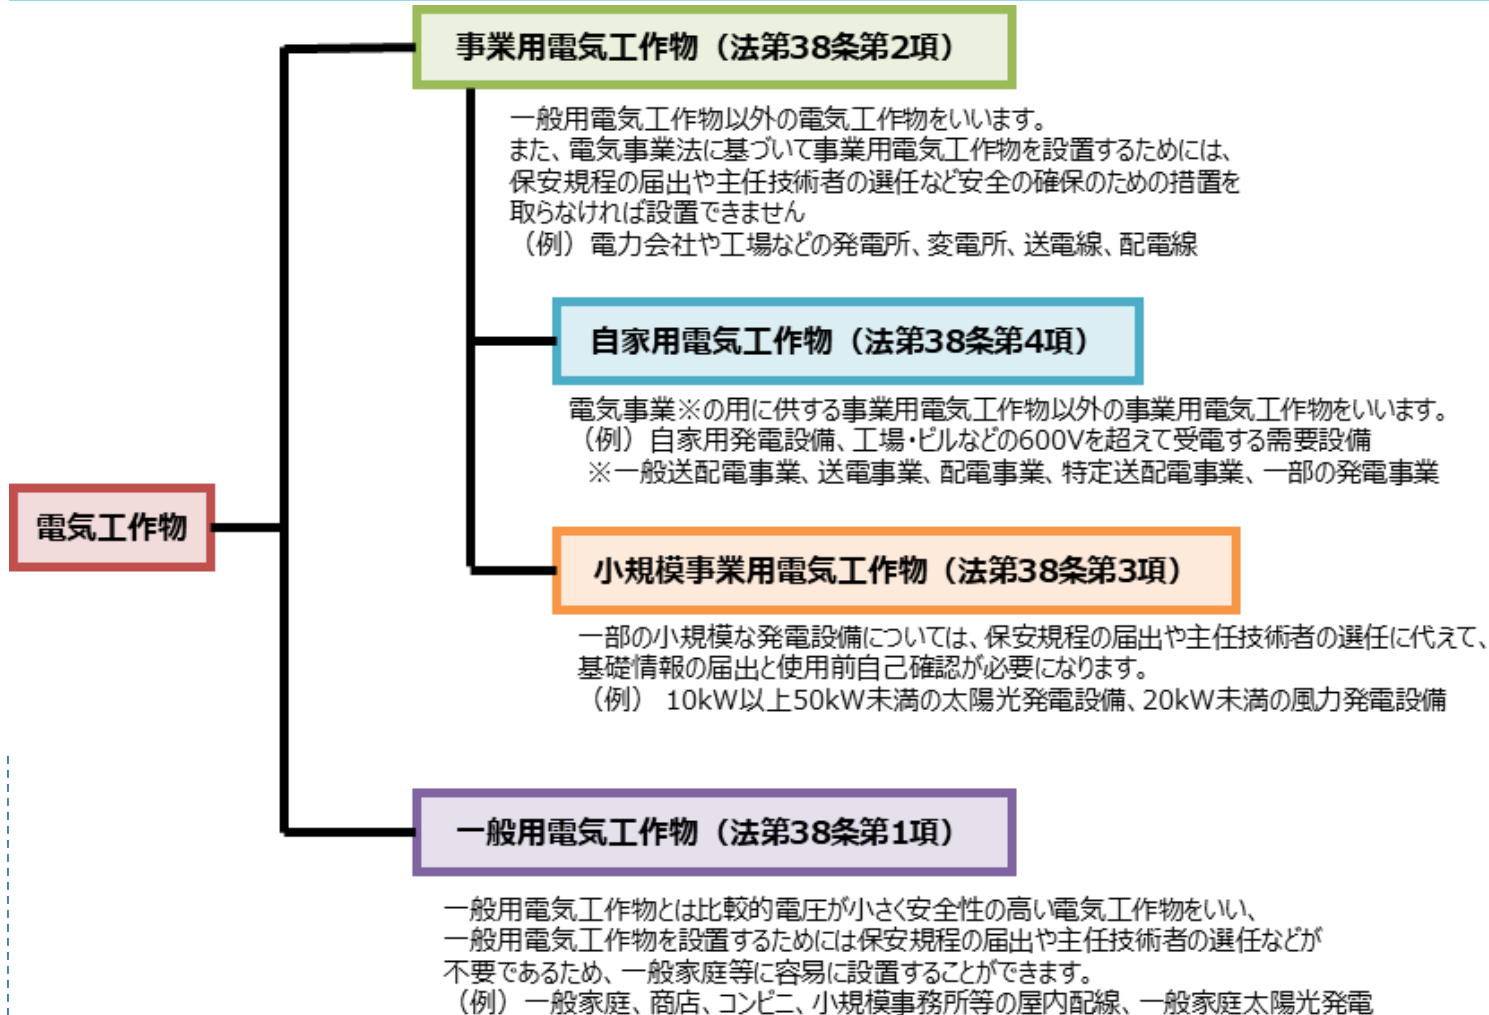 事業用電気工作物（法第38条第2項）
一般用電気工作物以外の電気工作物をいいます。
また、電気事業法に基づいて事業用電気工作物を設置するためには、
保安規程の届出や主任技術者の選任など安全の確保のための措置を
取らなければ設置できません
（例）電力会社や工場などの発電所、変電所、送電線、配電線
自家用電気工作物（法第38条第4項）
電気事業※の用に供する事業用電気工作物以外の事業用電気工作物をいいます。
（例）自家用発電設備、工場・ビルなどの600Vを超えて受電する需要設備
※一般送配電事業、送電事業、配電事業、特定送配電事業、一部の発電事業
電気工作物
小規模事業用電気工作物（法第38条第3項）
一部の小規模な発電設備については、保安規程の届出や主任技術者の選任に代えて、
基礎情報の届出と使用前自己確認が必要になります。
（例） 10kW以上50kW未満の太陽光発電設備、20kW未満の風力発電設備
一般用電気工作物（法第38条第1項）
一般用電気工作物とは比較的電圧が小さく安全性の高い電気工作物をいい、
一般用電気工作物を設置するためには保安規程の届出や主任技術者の選任などが
不要であるため、一般家庭等に容易に設置することができます。
（例）一般家庭、商店、コンビニ、小規模事務所等の屋内配線、一般家庭太陽光発電